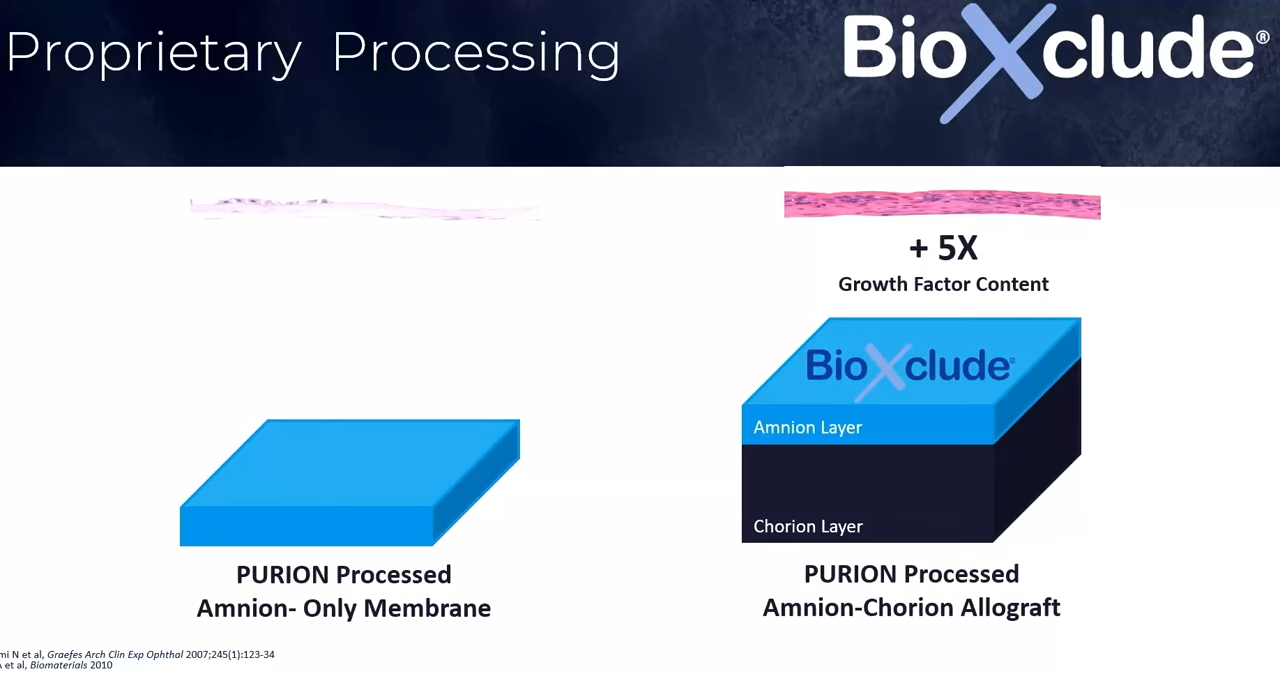 Proprietary Processing
BioXclude®
+ 5X
Growth Factor Content
BioXclude
Amnion Layer
Chorion Layer
PURION Processed
Amnion- Only Membrane
PURION Processed
Amnion-Chorion Allograft
N et al, Graefes Arch Clin Exp Ophthal 2007;245(1):123-34
et al, Biomaterials 2010